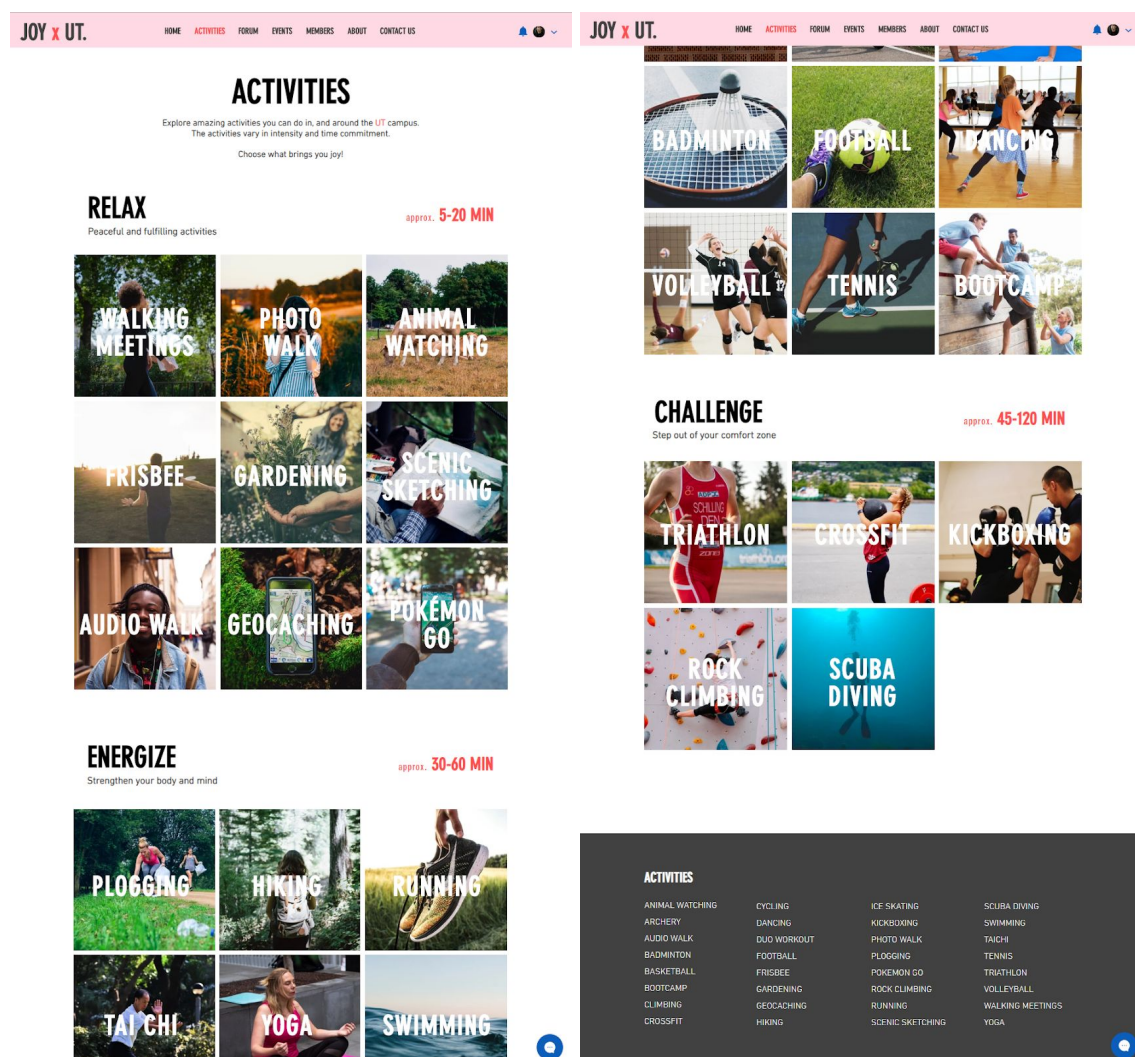 JOY x UT.
HOME ACTIVITIES FORUM EVENTS MEMBERS ABOUT CONTACT US
ACTIVITIES
Explore amazing activities you can do in, and around the UT campus.
The activities vary in intensity and time commitment.
Choose what brings you joy!
RELAX
approx. 5-20 MIN
Peaceful and fulfilling activities
WALKING
MEETINGS
PHOTO
WALK
ANIMAL
WATCHING
FRISBEE
GARDENING
SCENIC
SKETCHING
AUDIO WALK
GEOCACHING
POKÉMON
GO
ENERGIZE
approx. 30-60 MIN
Strengthen your body and mind
PLOGGING
HIKING
RUNNING
TAI CHI
YOGA
SWIMMING
JOY x UT.
HOME ACTIVITIES FORUM EVENTS MEMBERS ABOUT CONTACT US
BADMINTON
FOOTBALL
DANCING
VOLLEYBALL
17
TENNIS
BOOTCAMP
CHALLENGE
approx. 45-120 MIN
Step out of your comfort zone
SCHILLING
DEN
TRIATHLON
CROSSFIT
KICKBOXING
ROCK
CLIMBING
SCUBA
DIVING
ACTIVITIES
ANIMAL WATCHING
ARCHERY
AUDIO WALK
BADMINTON
BASKETBALL
BOOTCAMP
CLIMBING
CROSSFIT
CYCLING
DANCING
DUO WORKOUT
FOOTBALL
FRISBEE
GARDENING
GEOCACHING
HIKING
ICE SKATING
KICKBOXING
PHOTO WALK
PLOGGING
POKEMON GO
ROCK CLIMBING
RUNNING
SCENIC SKETCHING
SCUBA DIVING
SWIMMING
TAICHI
TENNIS
TRIATHLON
VOLLEYBALL
WALKING MEETINGS
YOGA